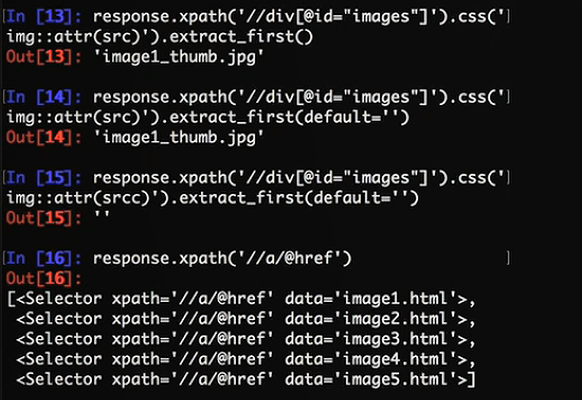 In [13]: response.xpath('//div[@id="images"]').css('
img::attr(src)').extract_first()
Out[13]: 'image1_thumb.jpg'
In [14]: response.xpath('//div[@id="images"]').css('
img::attr(src)').extract_first(default='')
Out[14]: 'image1_thumb.jpg'
In [15]: response.xpath('//div[@id="images"]').css('
img::attr(srcc)').extract_first(default='')
Out[15]: ''
In [16]: response.xpath('//a/@href')
Out[16]:
[<Selector xpath='//a/@href' data='image1.html'>,
 <Selector xpath='//a/@href' data='image2.html'>,
 <Selector xpath='//a/@href' data='image3.html'>,
 <Selector xpath='//a/@href' data='image4.html'>,
 <Selector xpath='//a/@href' data='image5.html'>]